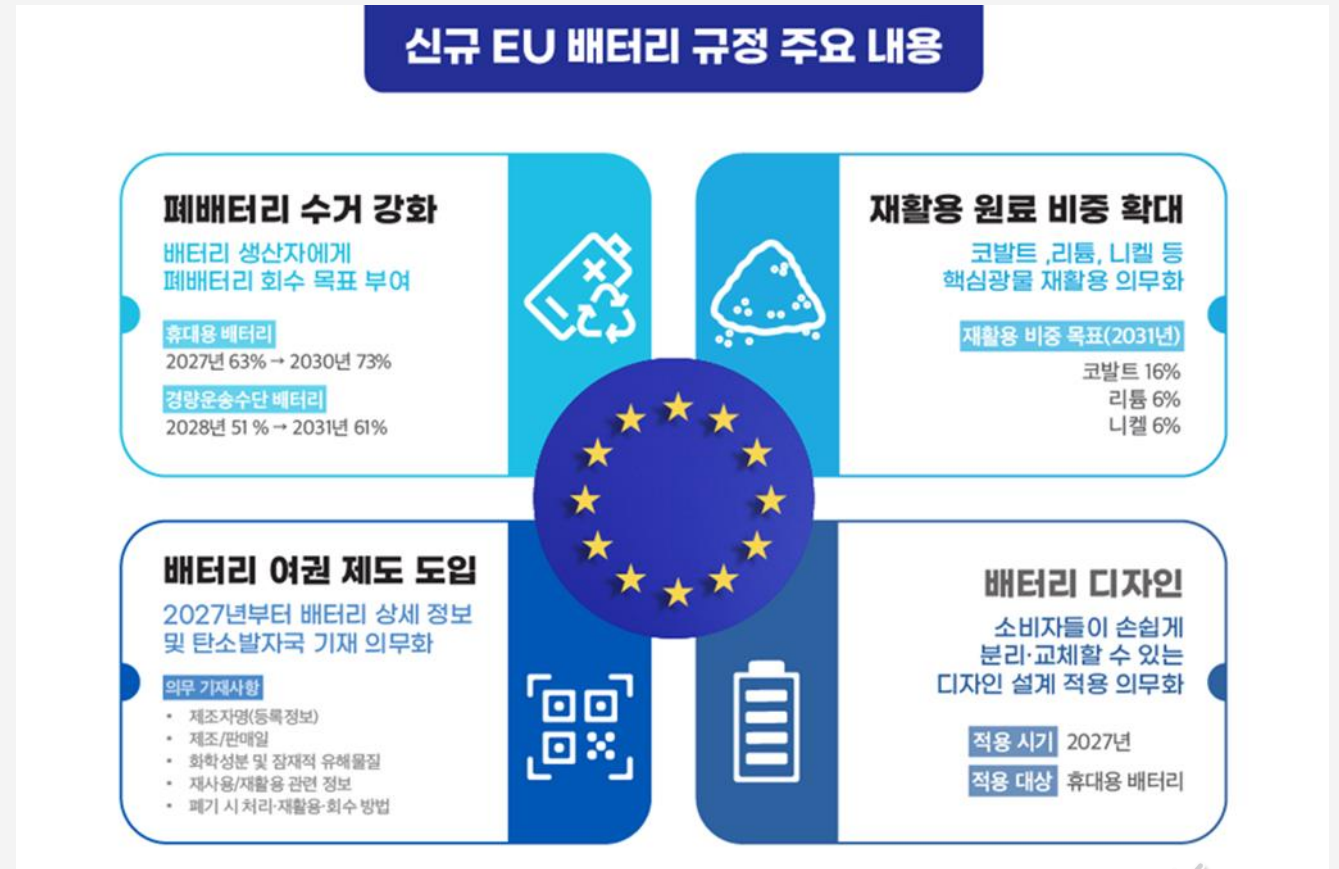 신규 EU 배터리 규정 주요 내용
폐배터리 수거 강화
배터리 생산자에게
폐배터리 회수 목표 부여
휴대용 배터리
2027년 63% → 2030년 73%
경량운송수단 배터리
2028년 51 % → 2031년 61%
재활용 원료 비중 확대
코발트 ,리튬, 니켈 등
핵심광물 재활용 의무화
재활용 비중 목표(2031년)
코발트 16%
리튬 6%
니켈 6%
배터리 여권 제도 도입
2027년부터 배터리 상세 정보
및 탄소발자국 기재 의무화
의무 기재사항
• 제조자명(등록정보)
• 제조/판매일
• 화학성분 및 잠재적 유해물질
• 재사용/재활용 관련 정보
• 폐기 시 처리·재활용·회수 방법
배터리 디자인
소비자들이 손쉽게
분리·교체할 수 있는
디자인 설계 적용 의무화
적용 시기 2027년
적용 대상 휴대용 배터리